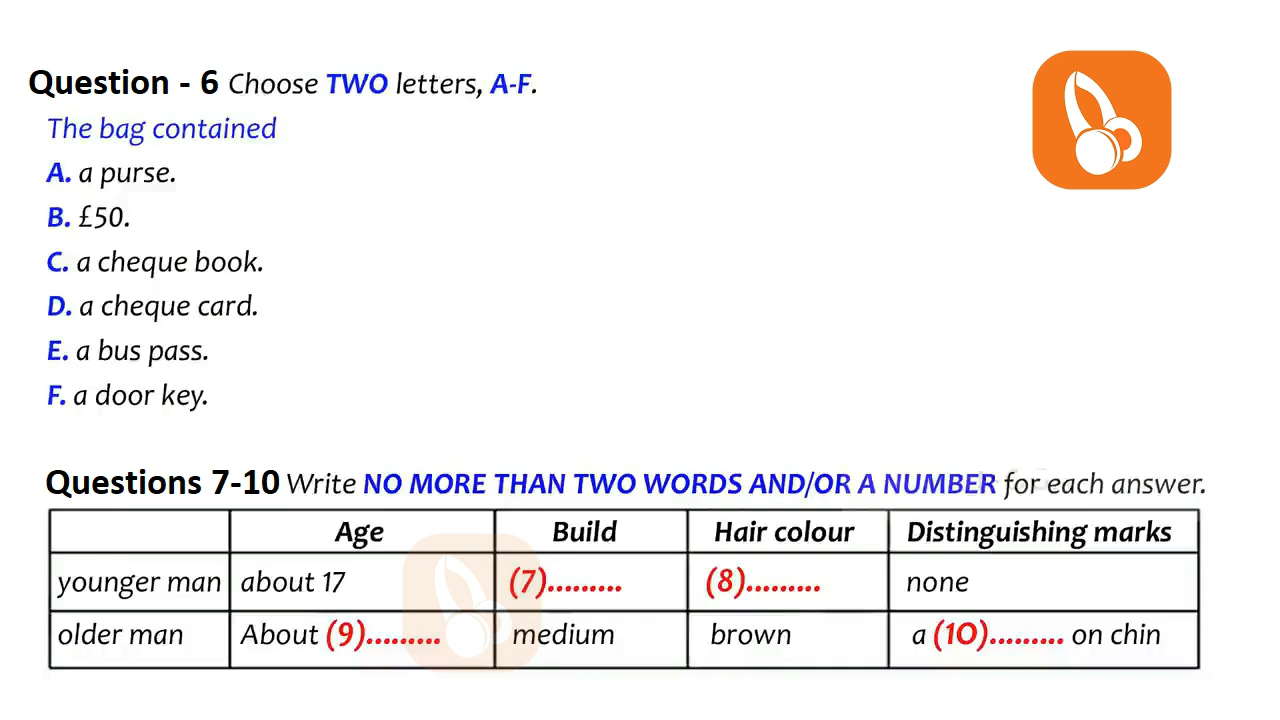 Question - 6 Choose TWO letters, A-F.
The bag contained
A. a purse.
B. £50.
C. a cheque book.
D. a cheque card.
E. a bus pass.
F. a door key.
Questions 7-10 Write NO MORE THAN TWO WORDS AND/OR A NUMBER for each answer.
Age Build Hair colour Distinguishing marks
younger man about 17 (7)......... (8)......... none
older man About (9)......... medium brown a (10)......... on chin